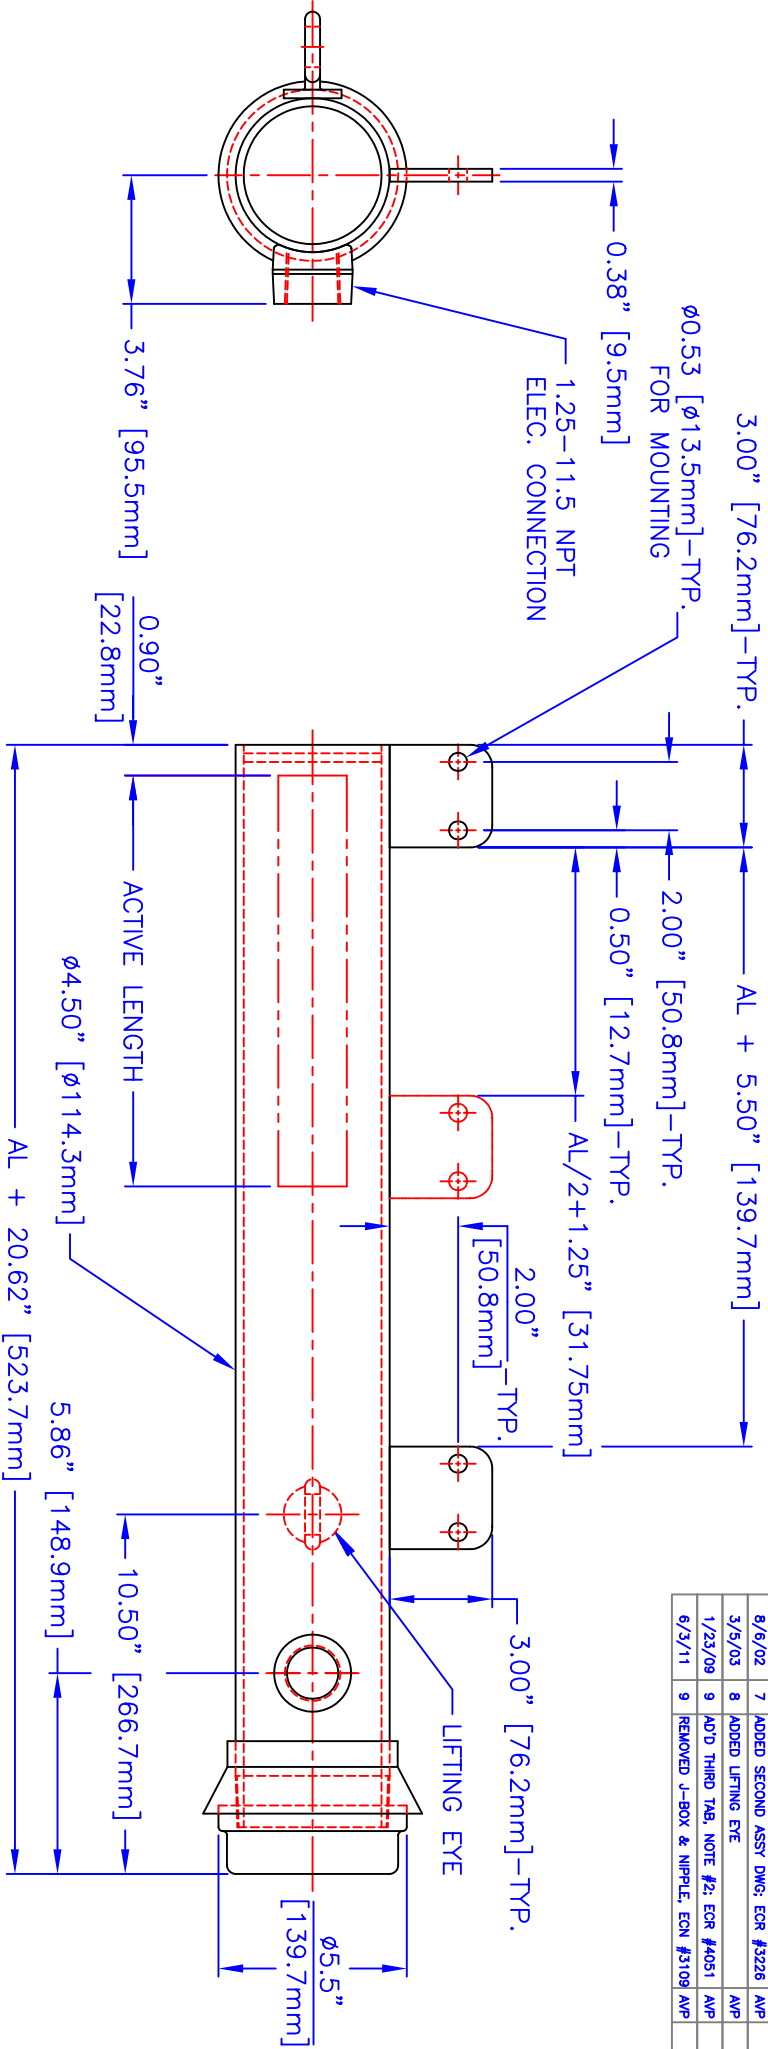 8/6/02 7 ADDED SECOND ASSY DWG; ECR #3226 AVP
3/5/03 8 ADDED LIFTING EYE AVP
1/23/09 9 AD'D THIRD TAB, NOTE #2; ECR #4051 AVP
6/3/11 9 REMOVED J-BOX & NIPPLE, ECN #3109 AVP
3.00" [76.2mm]-TYP.
AL + 5.50" [139.7mm]
ø0.53 [ø13.5mm]-TYP.
FOR MOUNTING
2.00" [50.8mm]-TYP.
0.38" [9.5mm]
0.50" [12.7mm]-TYP.
1.25-11.5 NPT
ELEC. CONNECTION
AL/2+1.25" [31.75mm]
2.00"
[50.8mm]
-TYP.
3.00" [76.2mm]-TYP.
LIFTING EYE
3.76" [95.5mm]
0.90"
[22.8mm]
ACTIVE LENGTH
ø4.50" [ø114.3mm]
10.50" [266.7mm]
5.86" [148.9mm]
ø5.5"
[139.7mm]
AL + 20.62" [523.7mm]